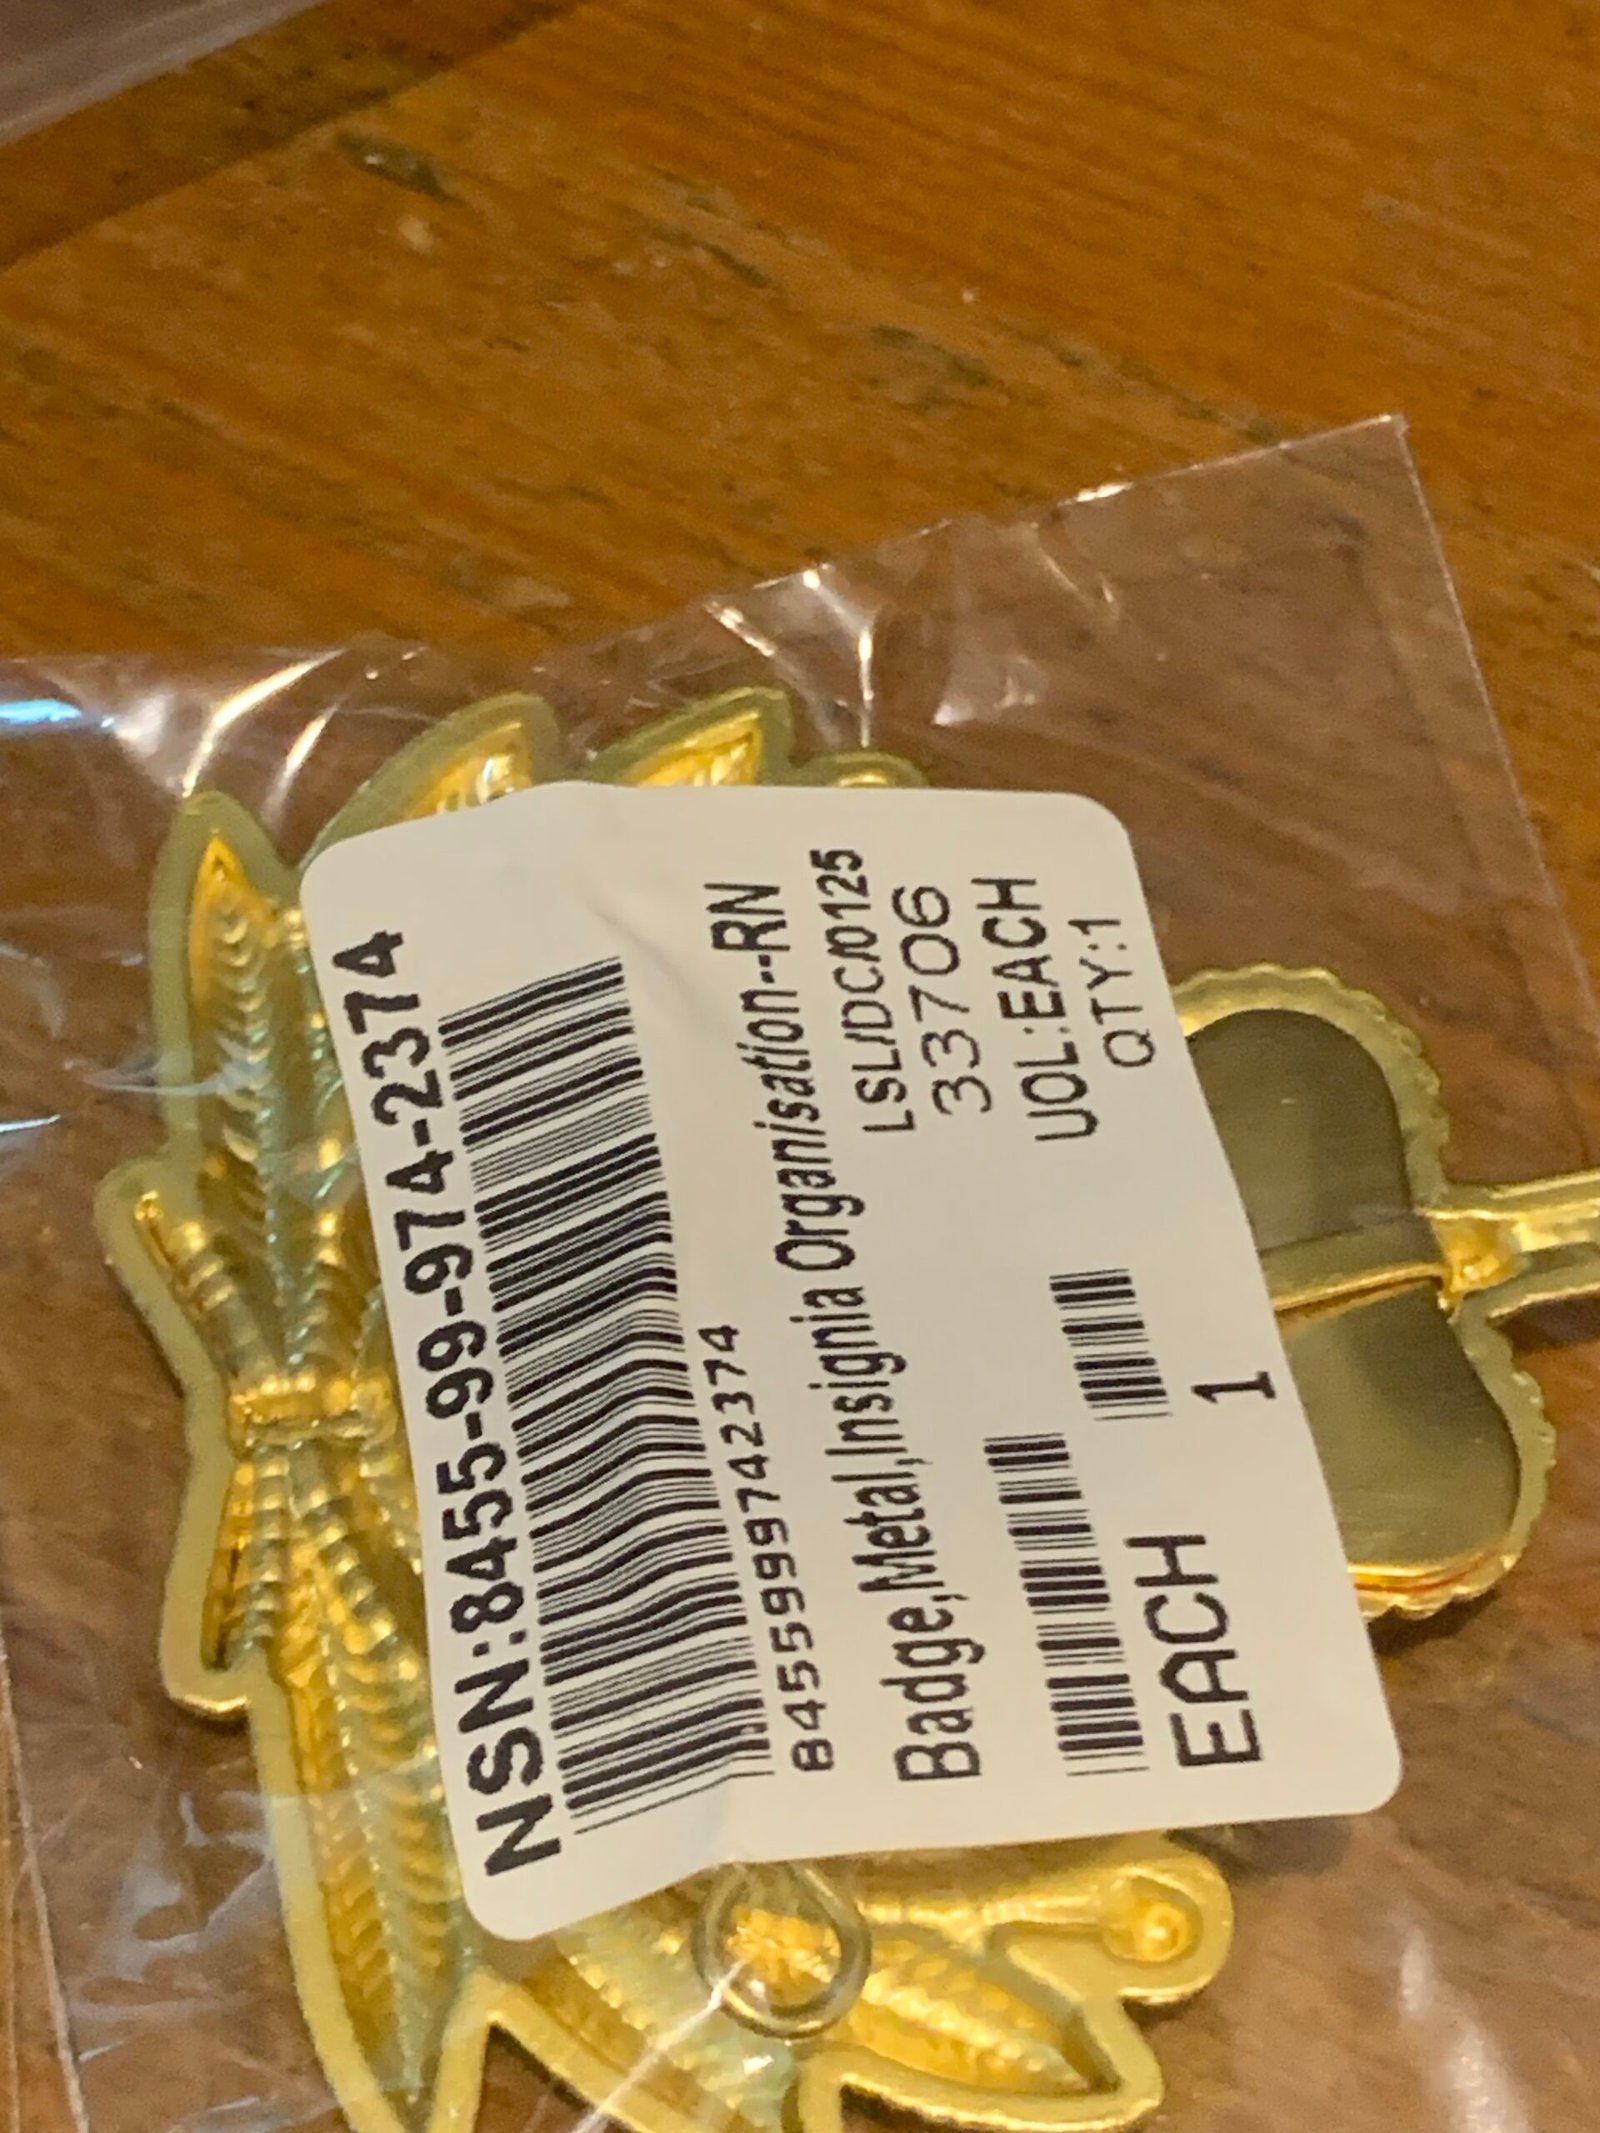 NSN:8455-99-974-2374
8455999742374
Badge,Metal,Insignia Organisation--RN
LSL/DC/0125
33706
UOL:EACH
QTY:1
EACH
1